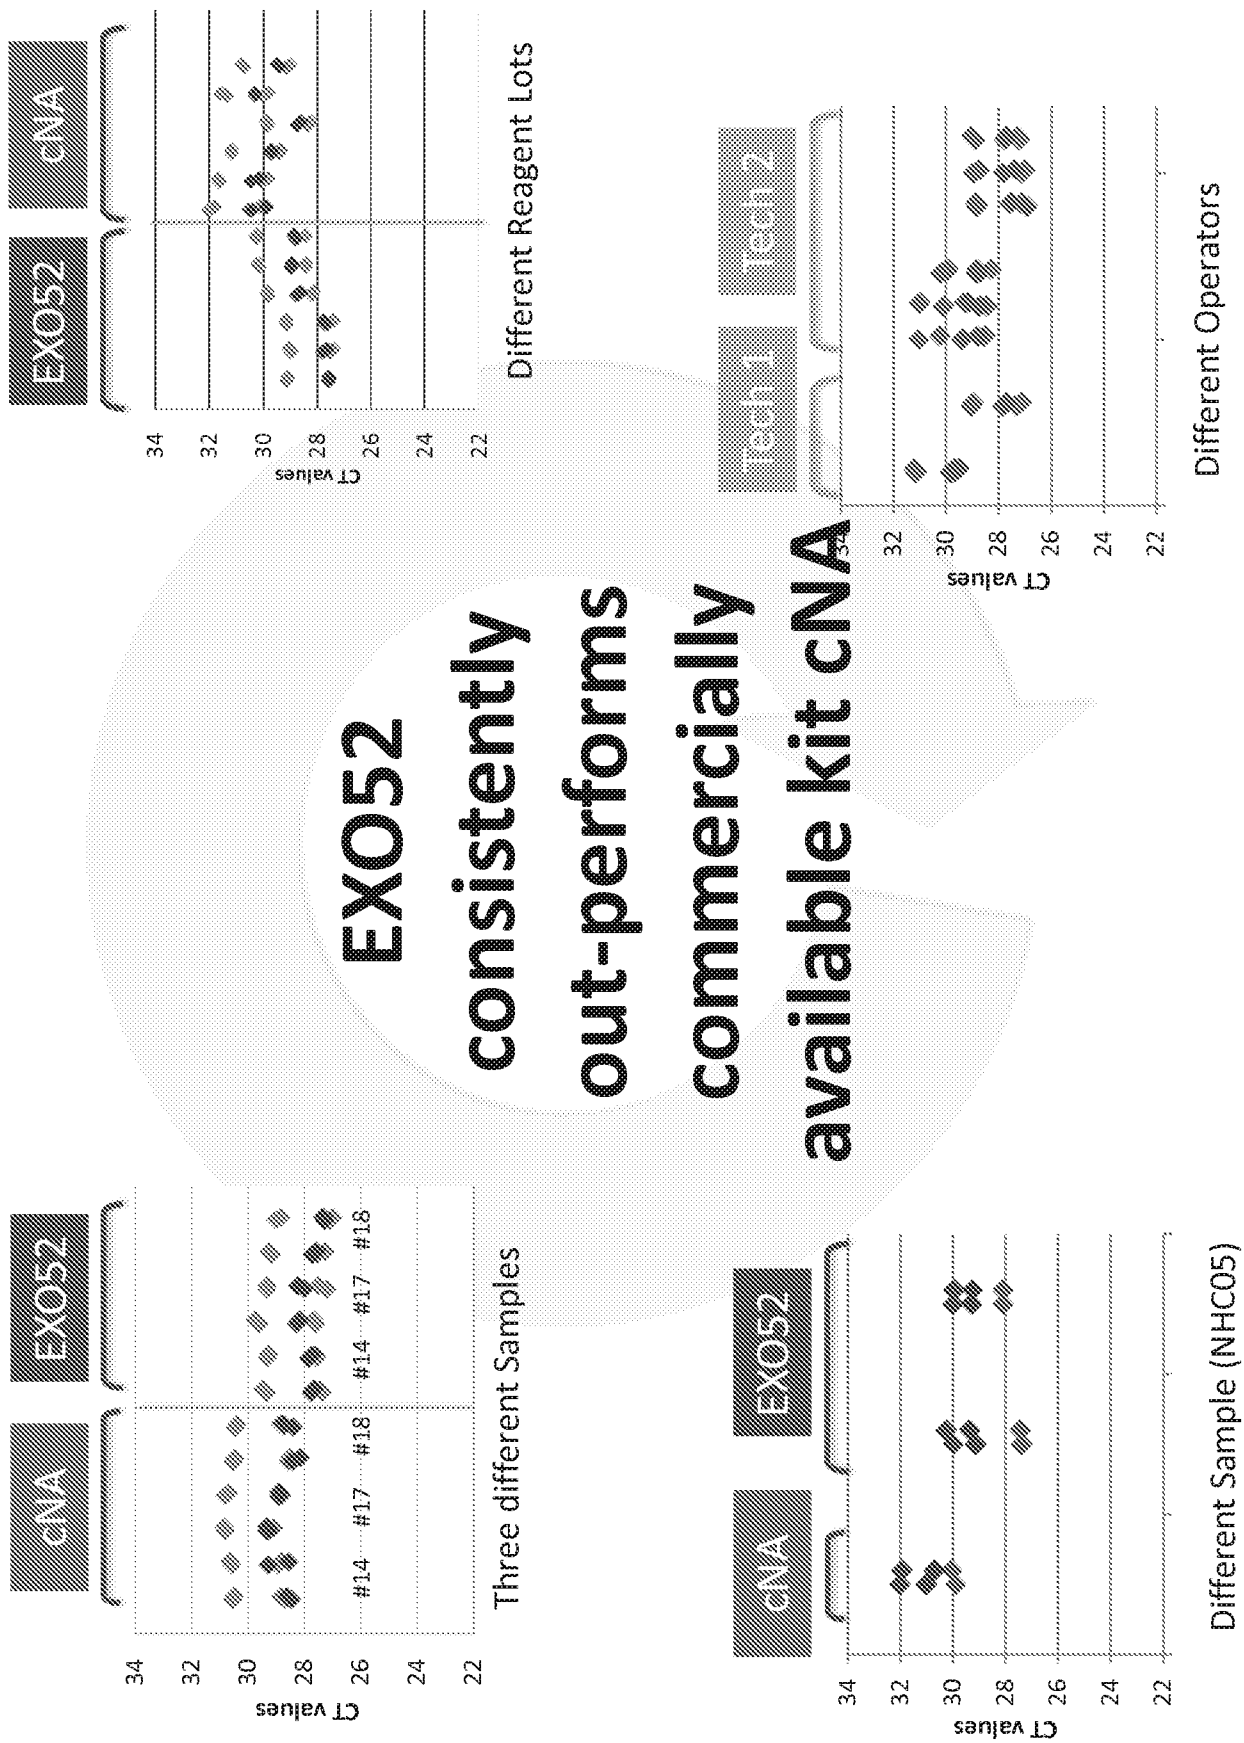 cNA
EXO52
34
32
30
28
26
24
22
CT values
#14
#17
#18
#14
#17
#18
Three different Samples
EXO52
cNA
34
32
30
28
26
24
22
CT values
Different Reagent Lots
EXO52
consistently
out-performs
commercially
available kit cNA
cNA
EXO52
34
32
30
28
26
24
22
CT values
Different Sample (NHC05)
Tech 1
Tech 2
34
32
30
28
26
24
22
CT values
Different Operators